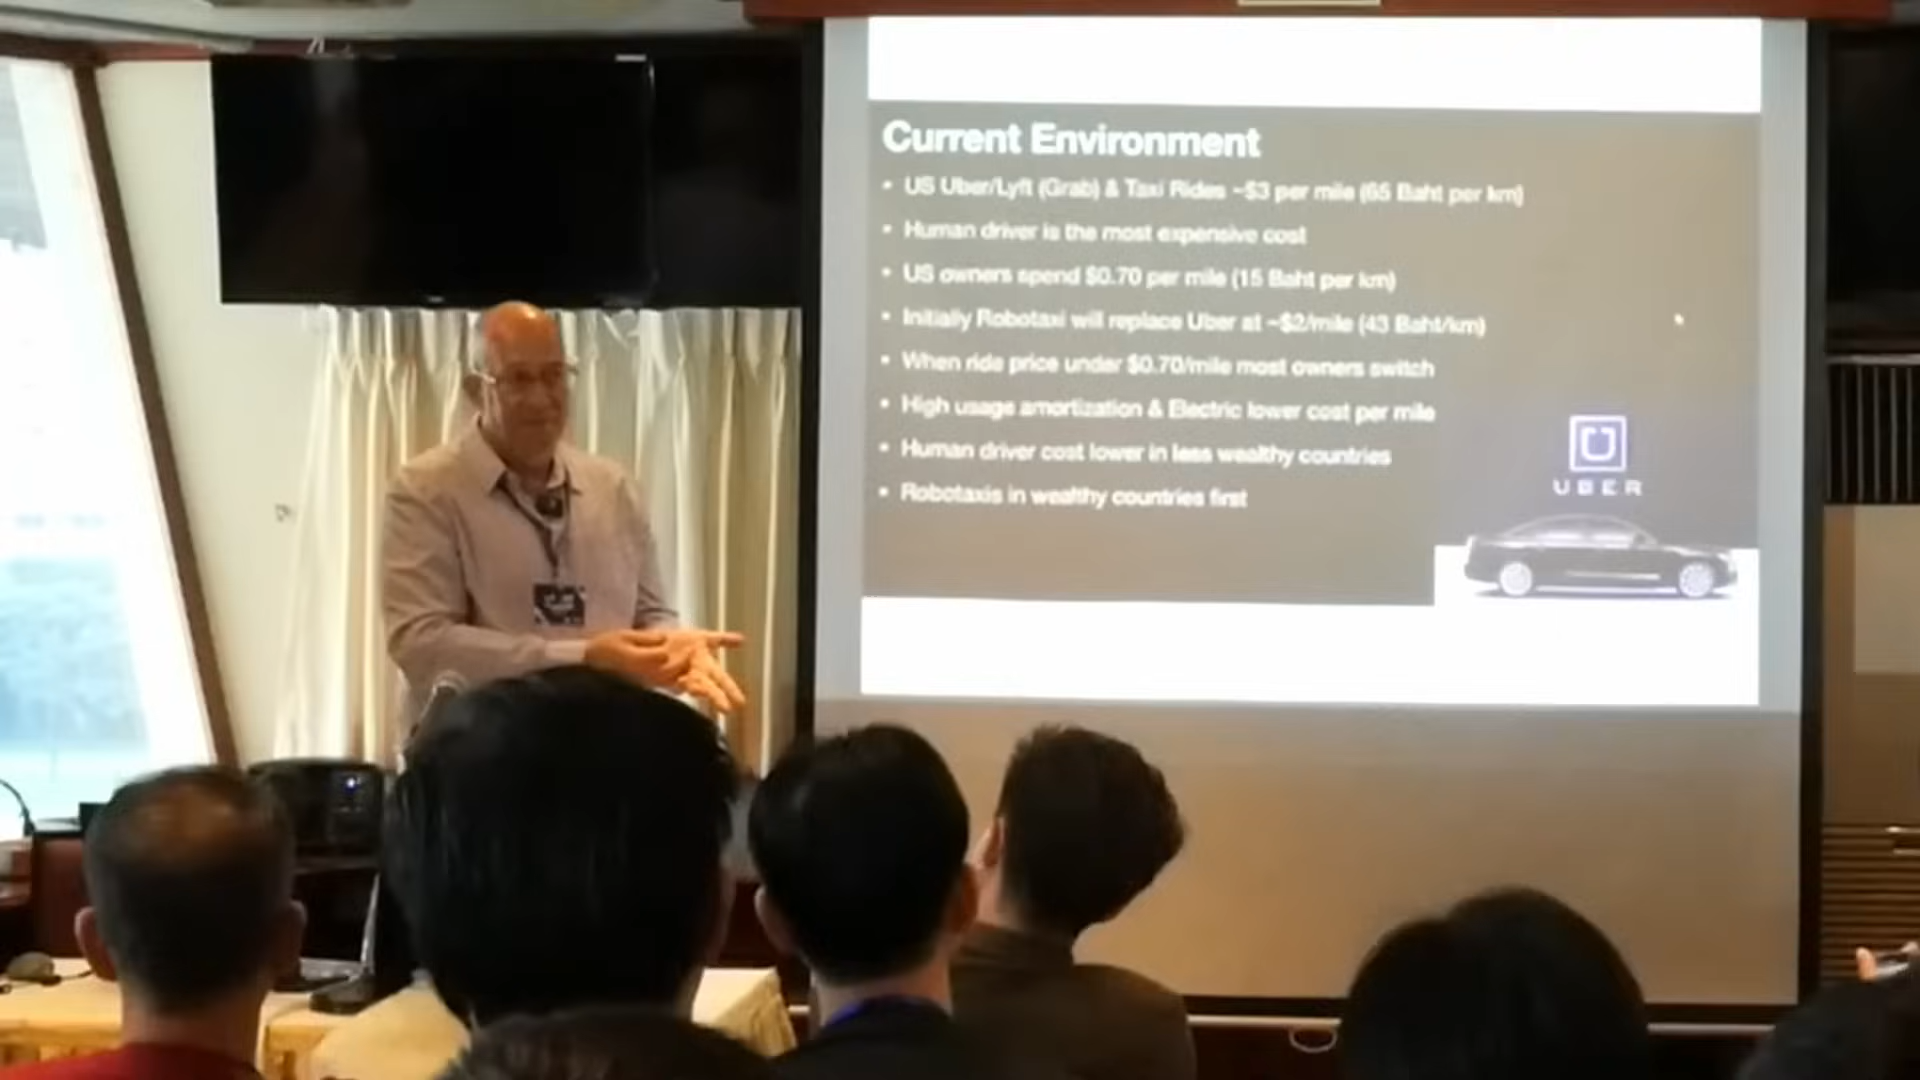 Current Environment
• US Uber/Lyft (Grab) & Taxi Rides ~$3 per mile (65 Baht per km)
• Human driver is the most expensive cost
• US owners spend $0.70 per mile (15 Baht per km)
• Initially Robotaxi will replace Uber at ~$2/mile (43 Baht/km)
• When ride price under $0.70/mile most owners switch
• High usage amortization & Electric lower cost per mile
• Human driver cost lower in less wealthy countries
• Robotaxis in wealthy countries first
UBER